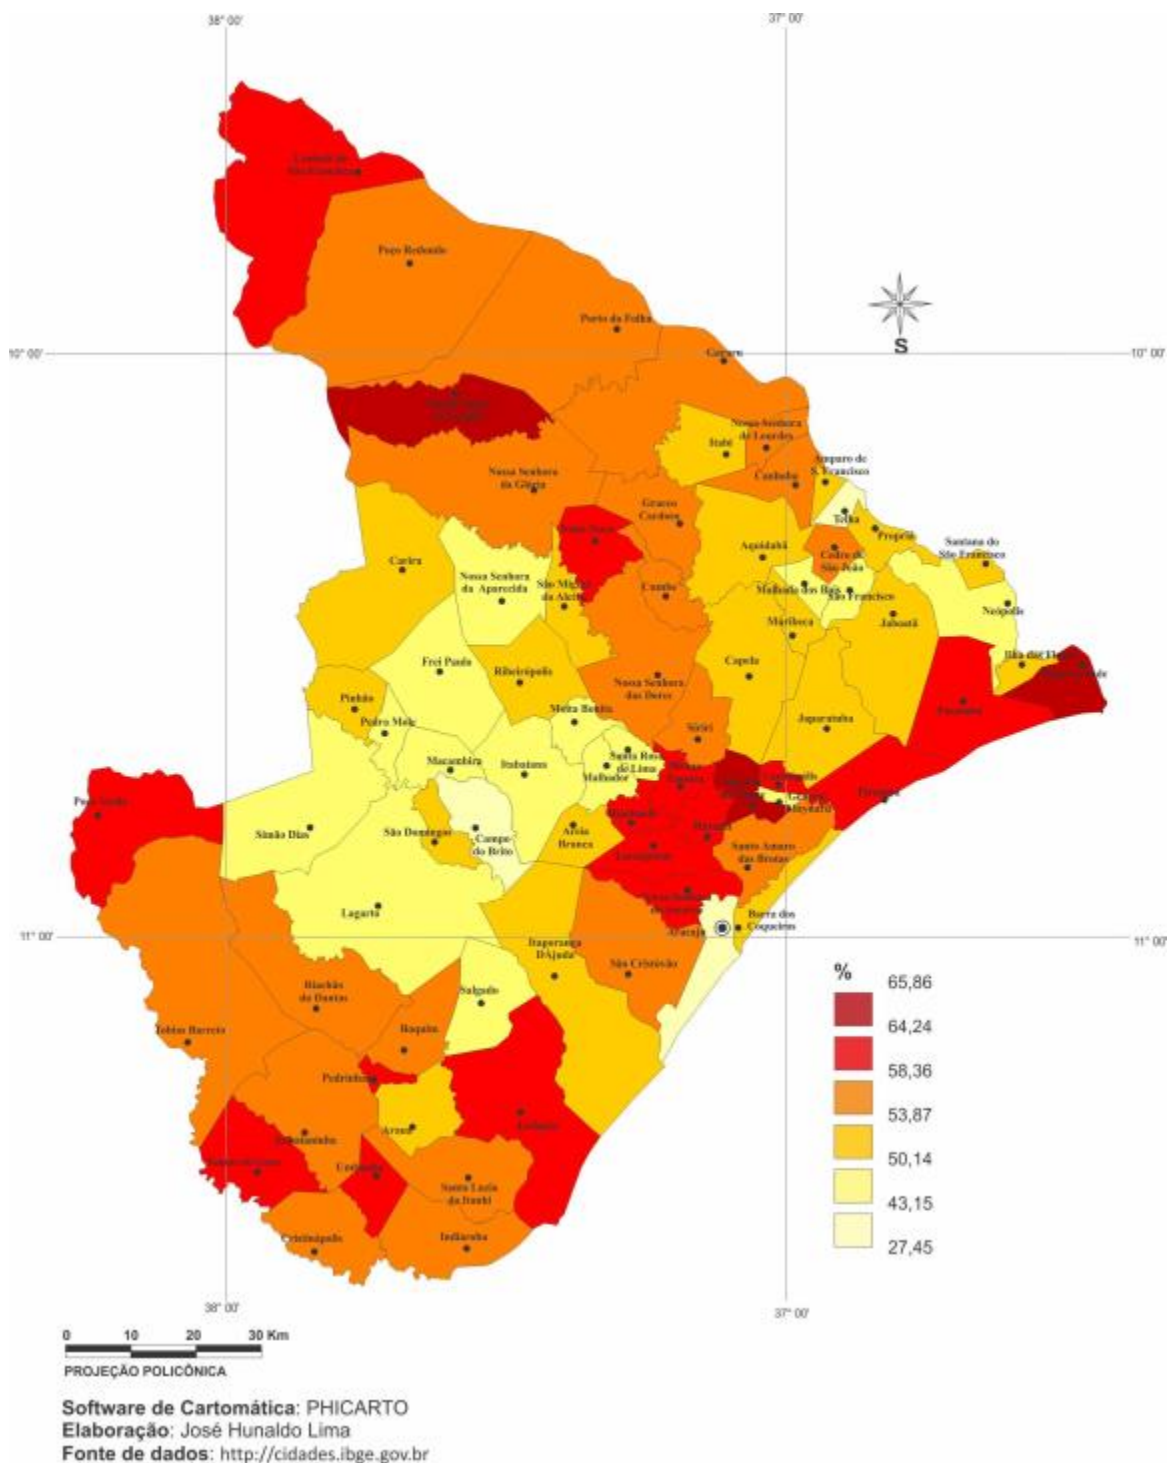 38° 00'
37° 00'
Poço Redondo
Porto da Folha
S
10° 00'
10° 00'
Gararu
Nossa Senhora
de Lourdes
Itabi
Amparo de
S. Francisco
Nossa Senhora
da Glória
Canhoba
Graccо
Cardoso
Telha
Propriá
Santana do
São Francisco
Aquidabã
Cedro de
São João
Carira
Nossa Senhora
da Aparecida
São Miguel
do Aleixo
Cumbe
Malhada dos Bois
São Francisco
Neópolis
Japoatã
Muribeca
Frei Paulo
Ribeirópolis
Capela
Nossa Senhora
das Dores
Pinhão
Moita Bonita
Pedro Mole
Siriri
Japaratuba
Santa Rosa
de Lima
Macambira
Itabaiana
Malhador
Simão Dias
São Domingos
Campo
do Brito
Areia
Branca
Santo Amaro
das Brotas
Lagarto
Barra dos
Coqueiros
Aracaju
11° 00'
11° 00'
Itaporanga
DÀjuda
São Cristóvão
Riachão
do Dantas
Salgado
Tobias Barreto
Boquim
Pedrinhas
Arauá
Santa Luzia
do Itanhi
Cristinápolis
Indiaroba
%
65,86
64,24
58,36
53,87
50,14
43,15
27,45
38° 00'
37° 00'
0 10 20 30 Km
PROJEÇÃO POLICÔNICA
Software de Cartomática: PHICARTO
Elaboração: José Hunaldo Lima
Fonte de dados: http://cidades.ibge.gov.br